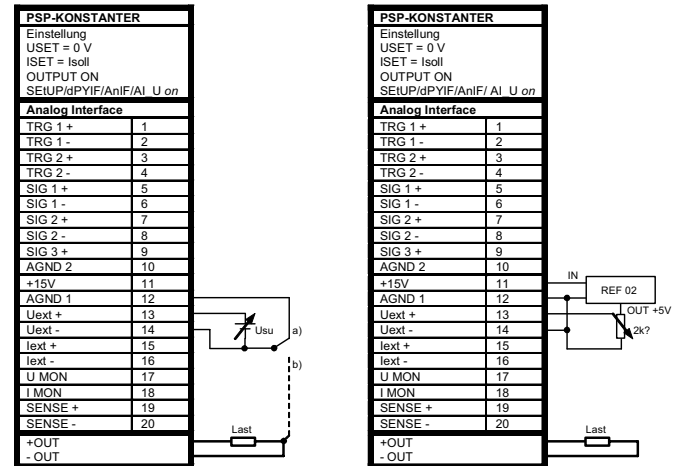 PSP-KONSTANTER
Einstellung
USET = 0 V
ISET = Isoll
OUTPUT ON
SEtUP/dPYIF/AnIF/AI_U on
Analog Interface
TRG 1 + 1
TRG 1 - 2
TRG 2 + 3
TRG 2 - 4
SIG 1 + 5
SIG 1 - 6
SIG 2 + 7
SIG 2 - 8
SIG 3 + 9
AGND 2 10
+15V 11
AGND 1 12
Uext + 13
Uext - 14
Iext + 15
Iext - 16
U MON 17
I MON 18
SENSE + 19
SENSE - 20
+OUT
- OUT
Usu
a)
b)
Last
PSP-KONSTANTER
Einstellung
USET = 0 V
ISET = Isoll
OUTPUT ON
SEtUP/dPYIF/AnIF/ AI_U on
Analog Interface
TRG 1 + 1
TRG 1 - 2
TRG 2 + 3
TRG 2 - 4
SIG 1 + 5
SIG 1 - 6
SIG 2 + 7
SIG 2 - 8
SIG 3 + 9
AGND 2 10
+15V 11
AGND 1 12
Uext + 13
Uext - 14
Iext + 15
Iext - 16
U MON 17
I MON 18
SENSE + 19
SENSE - 20
+OUT
- OUT
IN
REF 02
OUT +5V
2k?
Last